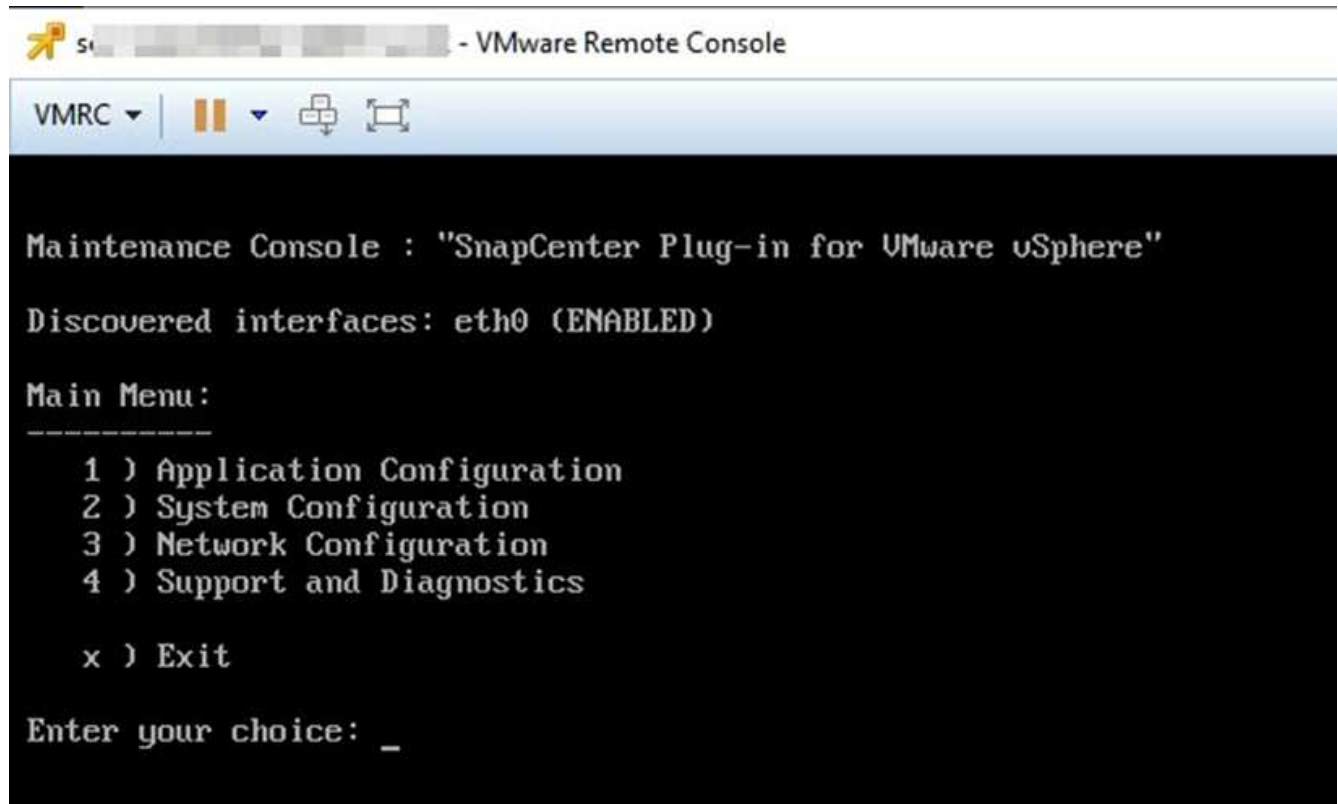 - VMware Remote Console
VMRC
Maintenance Console : "SnapCenter Plug-in for VMware vSphere"
Discovered interfaces: eth0 (ENABLED)
Main Menu:
----------
1 ) Application Configuration
2 ) System Configuration
3 ) Network Configuration
4 ) Support and Diagnostics
x ) Exit
Enter your choice: _